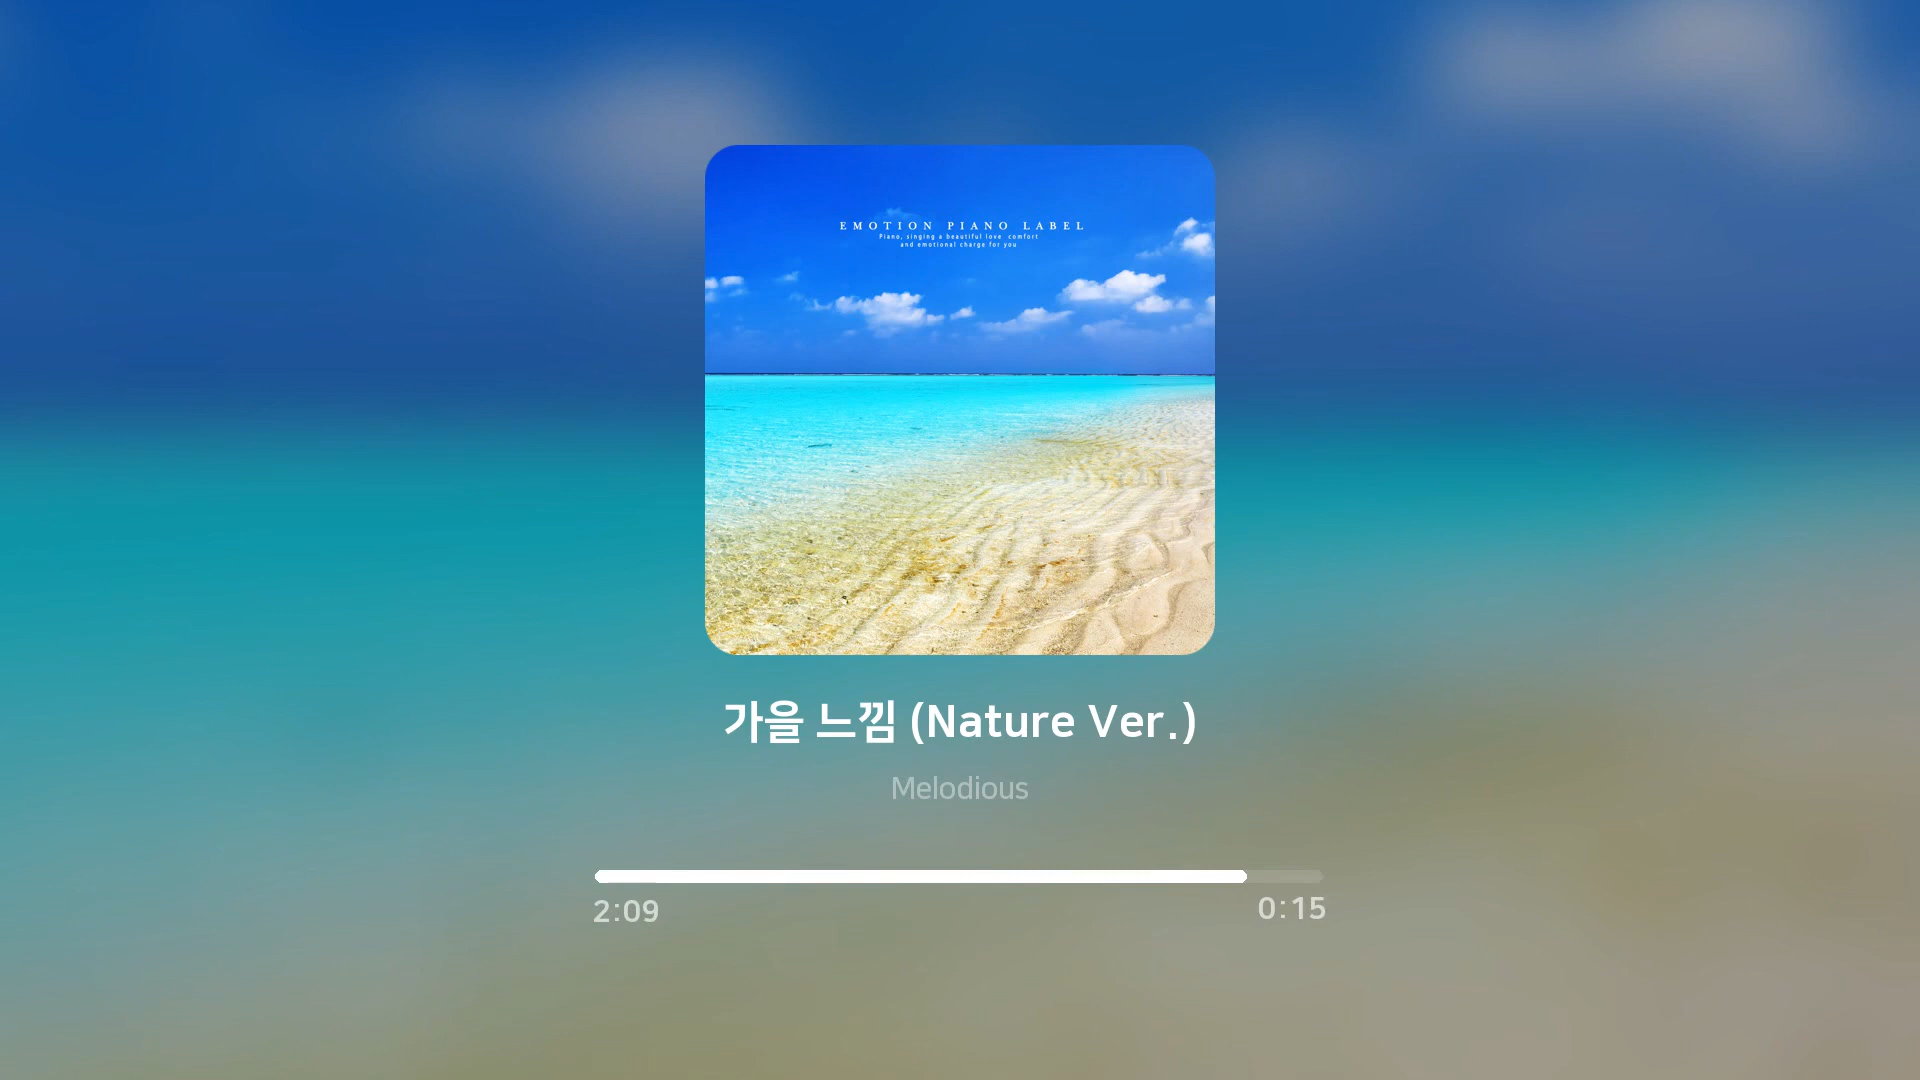 EMOTION PIANO LABEL
Piano, singing a beautiful love comfort
and emotional charge for you
가을 느낌 (Nature Ver.)
Melodious
2:09
0:15